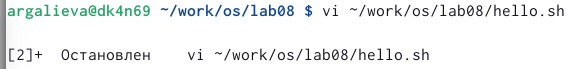 argalieva@dk4n69 ~/work/os/lab08 $ vi ~/work/os/lab08/hello.sh
[2]+  Остановлен    vi ~/work/os/lab08/hello.sh